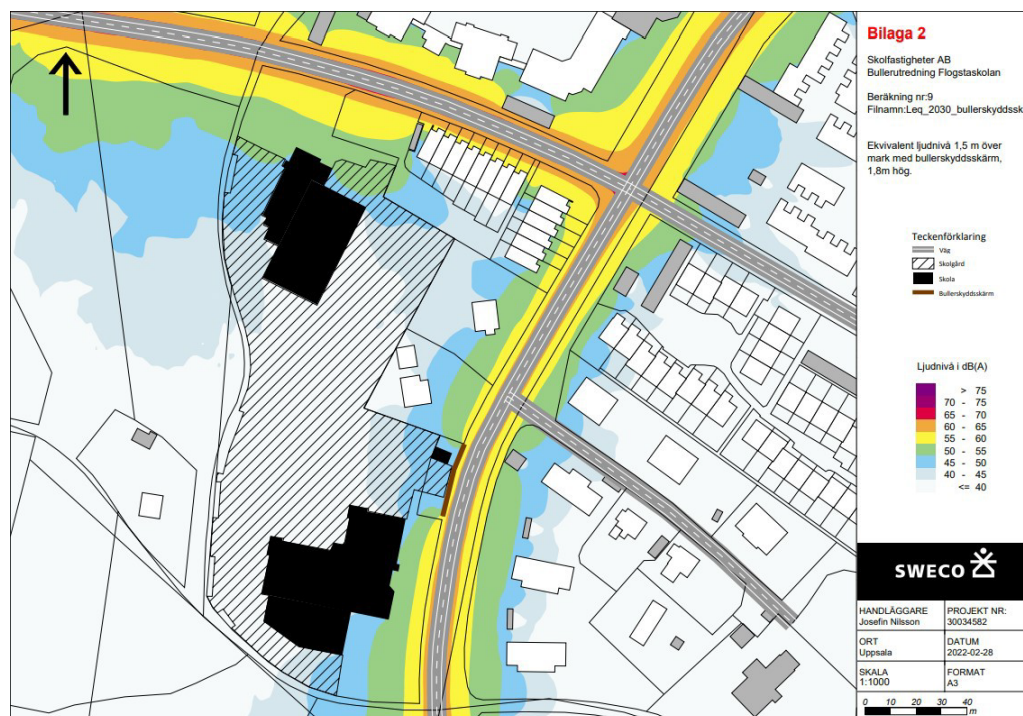 Bilaga 2
Skolfastigheter AB
Bullerutredning Flogstaskolan
Beräkning nr:9
Filnamn:Leq_2030_bullerskyddssk
Ekvivalent ljudnivå 1,5 m över
mark med bullerskyddsskärm,
1,8m hög.
Teckenförklaring
Väg
Skolgård
Skola
Bullerskyddsskärm
Ljudnivå i dB(A)
> 75
70 - 75
65 - 70
60 - 65
55 - 60
50 - 55
45 - 50
40 - 45
<= 40
SWECO
HANDLÄGGARE
Josefin Nilsson
PROJEKT NR:
30034582
ORT
Uppsala
DATUM
2022-02-28
SKALA
1:1000
FORMAT
A3
0 10 20 30 40
m